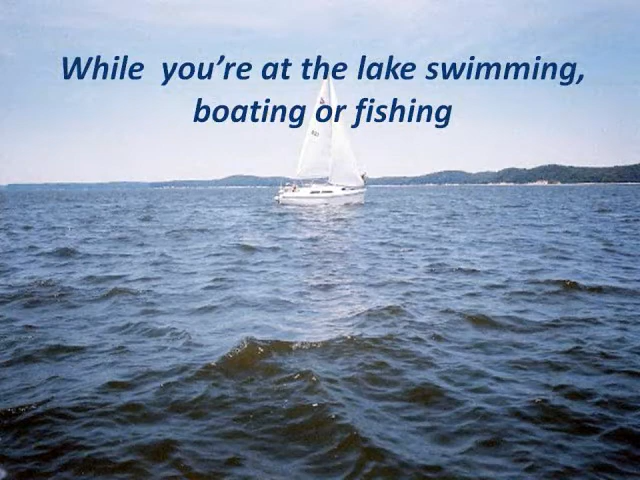 While  you’re at the lake swimming,
boating or fishing